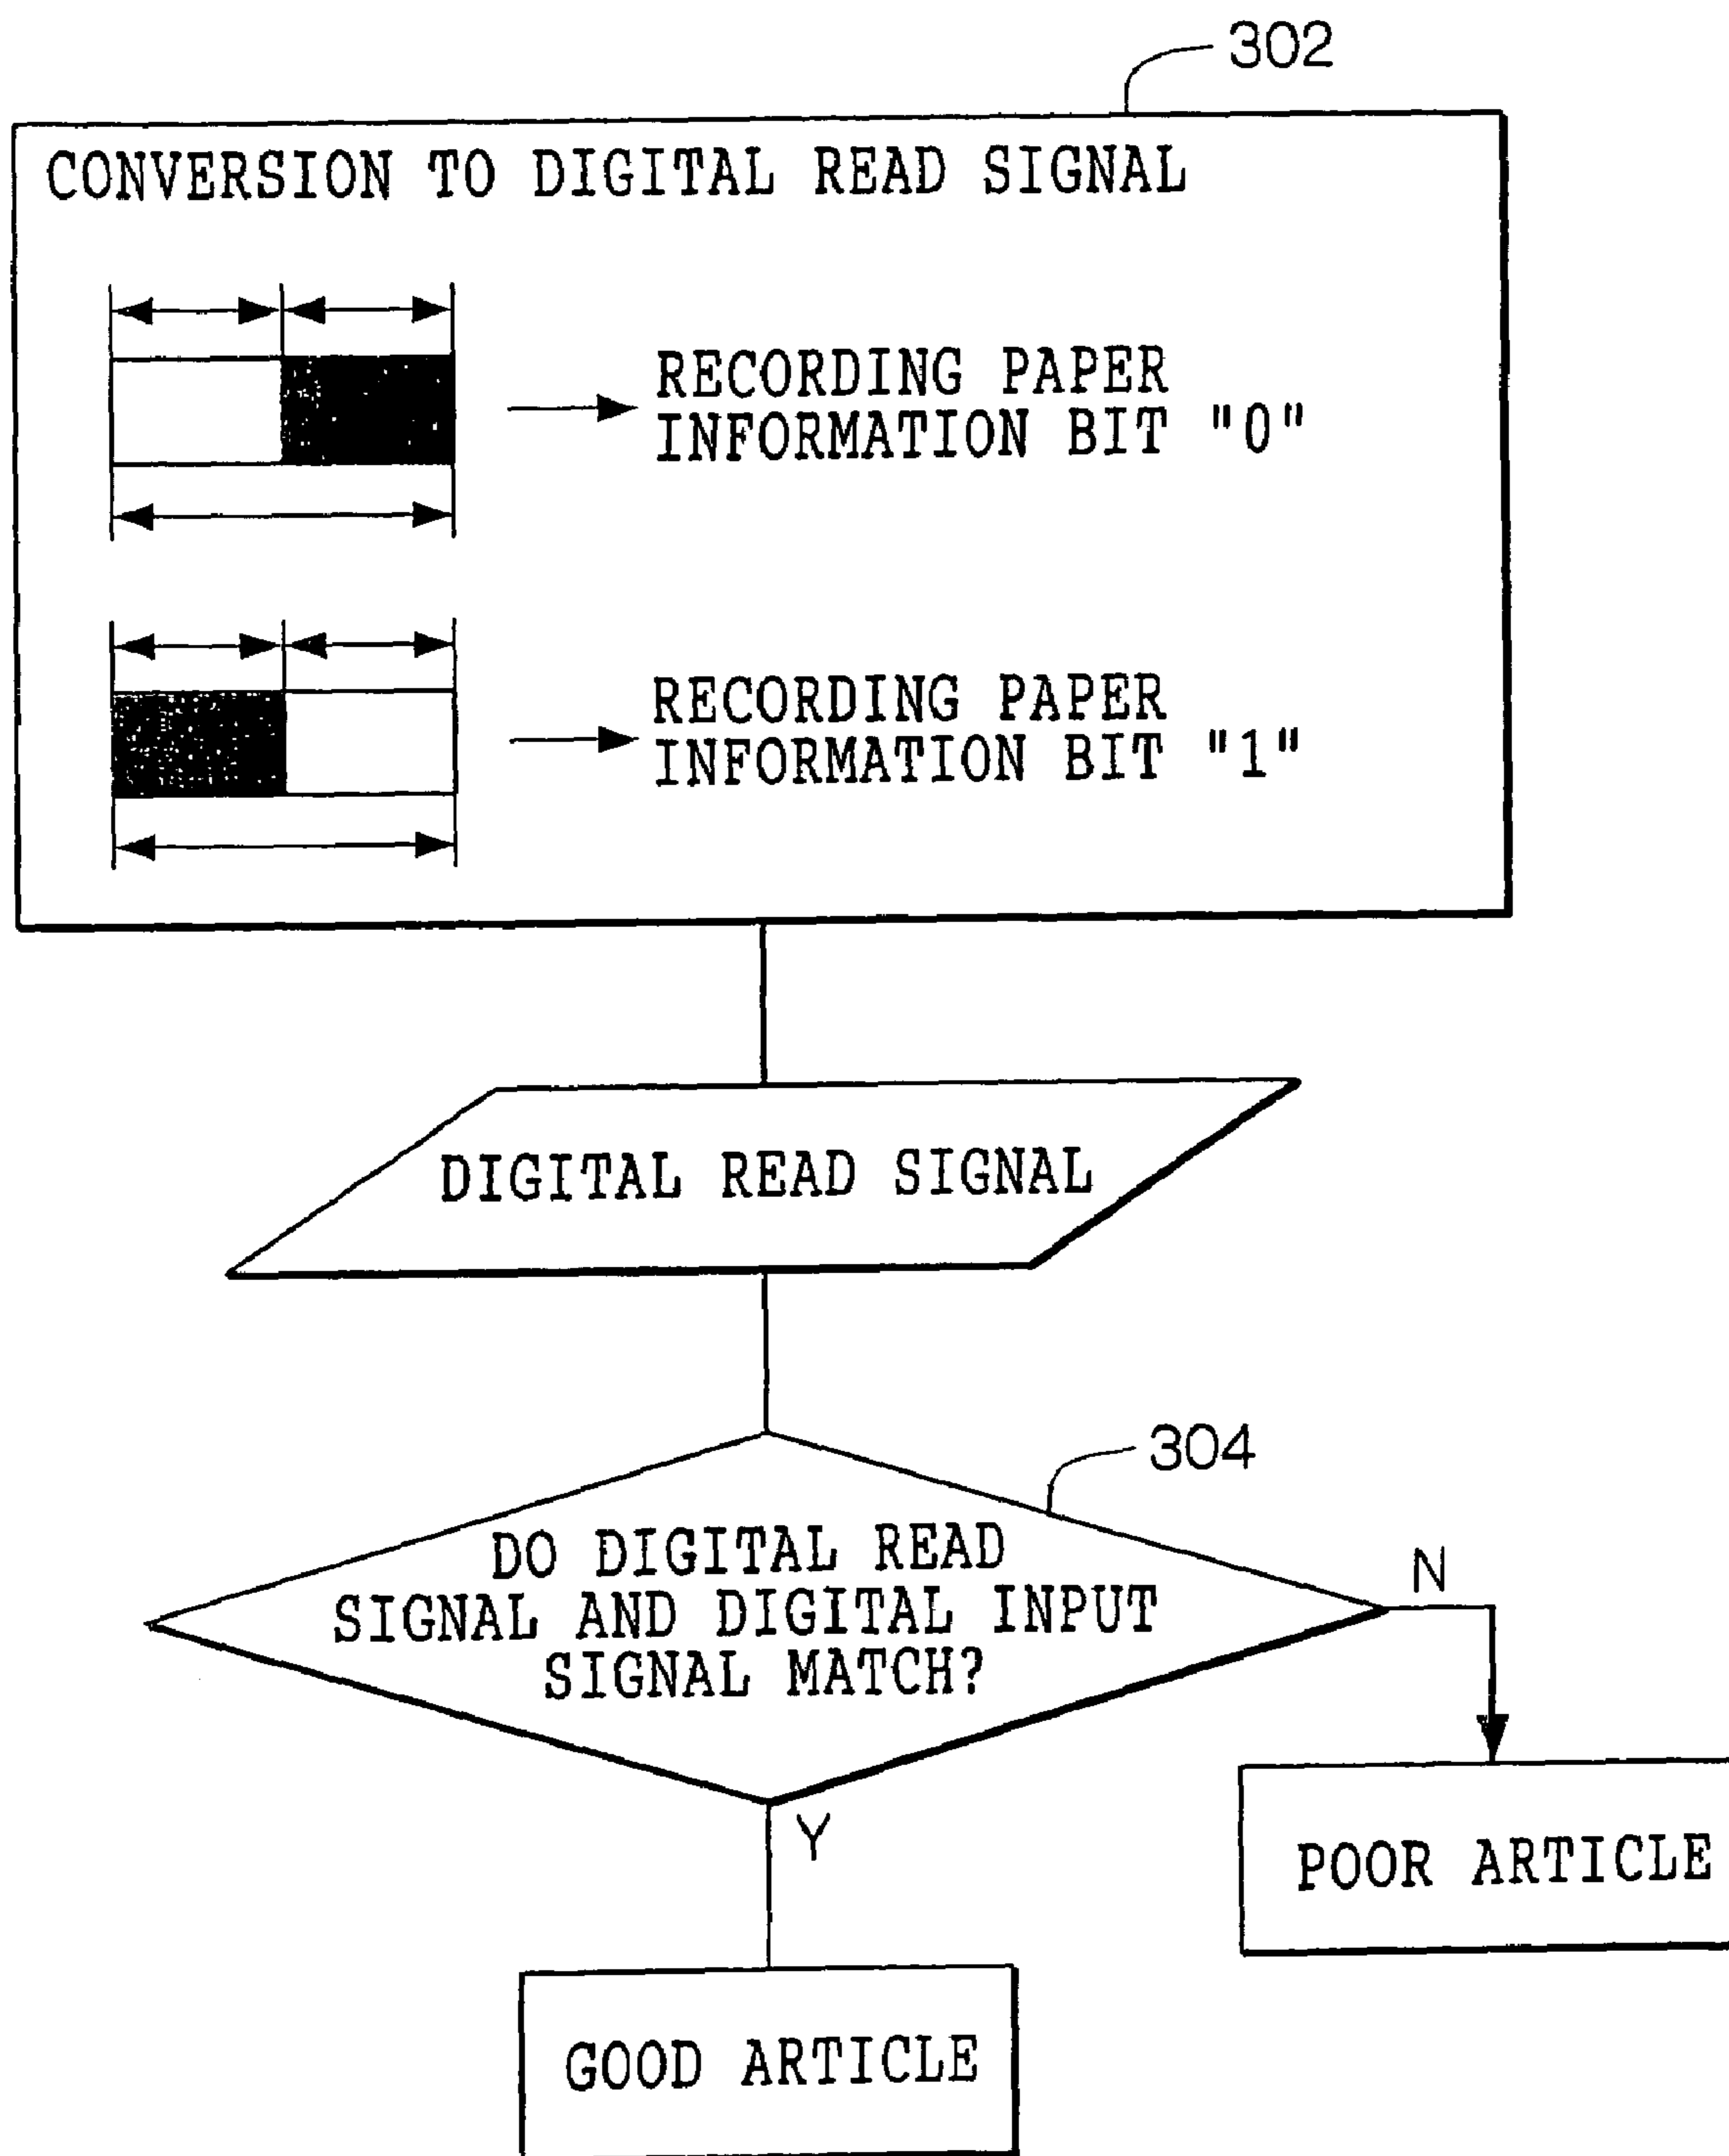 302
CONVERSION TO DIGITAL READ SIGNAL
RECORDING PAPER
INFORMATION BIT "0"
RECORDING PAPER
INFORMATION BIT "1"
DIGITAL READ SIGNAL
304
DO DIGITAL READ
SIGNAL AND DIGITAL INPUT
SIGNAL MATCH?
N
Y
POOR ARTICLE
GOOD ARTICLE